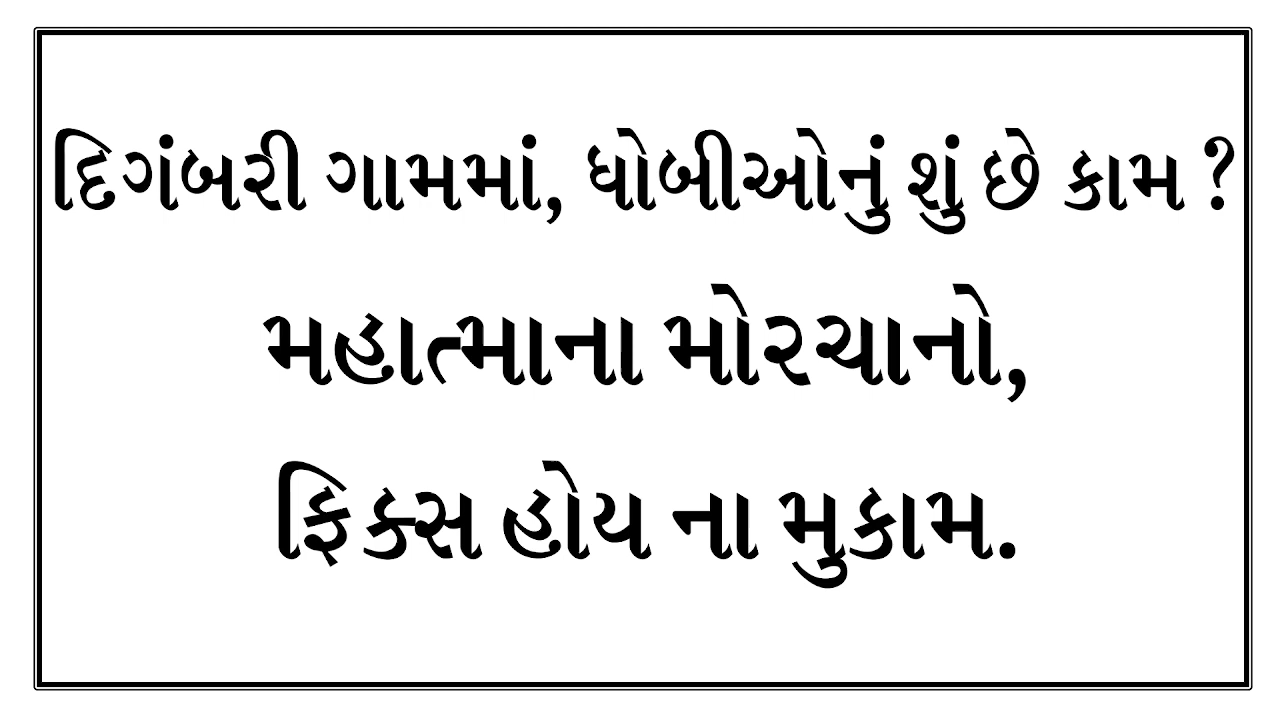 દિગંબરી ગામમાં, ધોબીઓનું શું છે કામ ?
મહાત્માના મોરચાનો,
ફિક્સ હોય ના મુકામ.